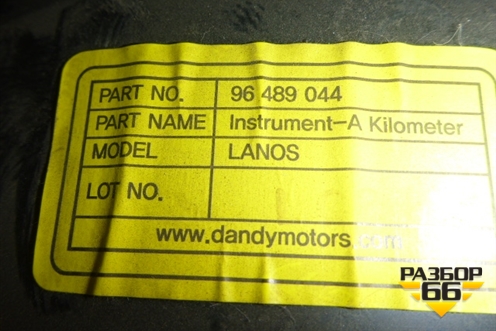 PART NO. 96 489 044
PART NAME Instrument-A Kilometer
MODEL LANOS
LOT NO.
www.dandymotors.com
РАЗБОР
66